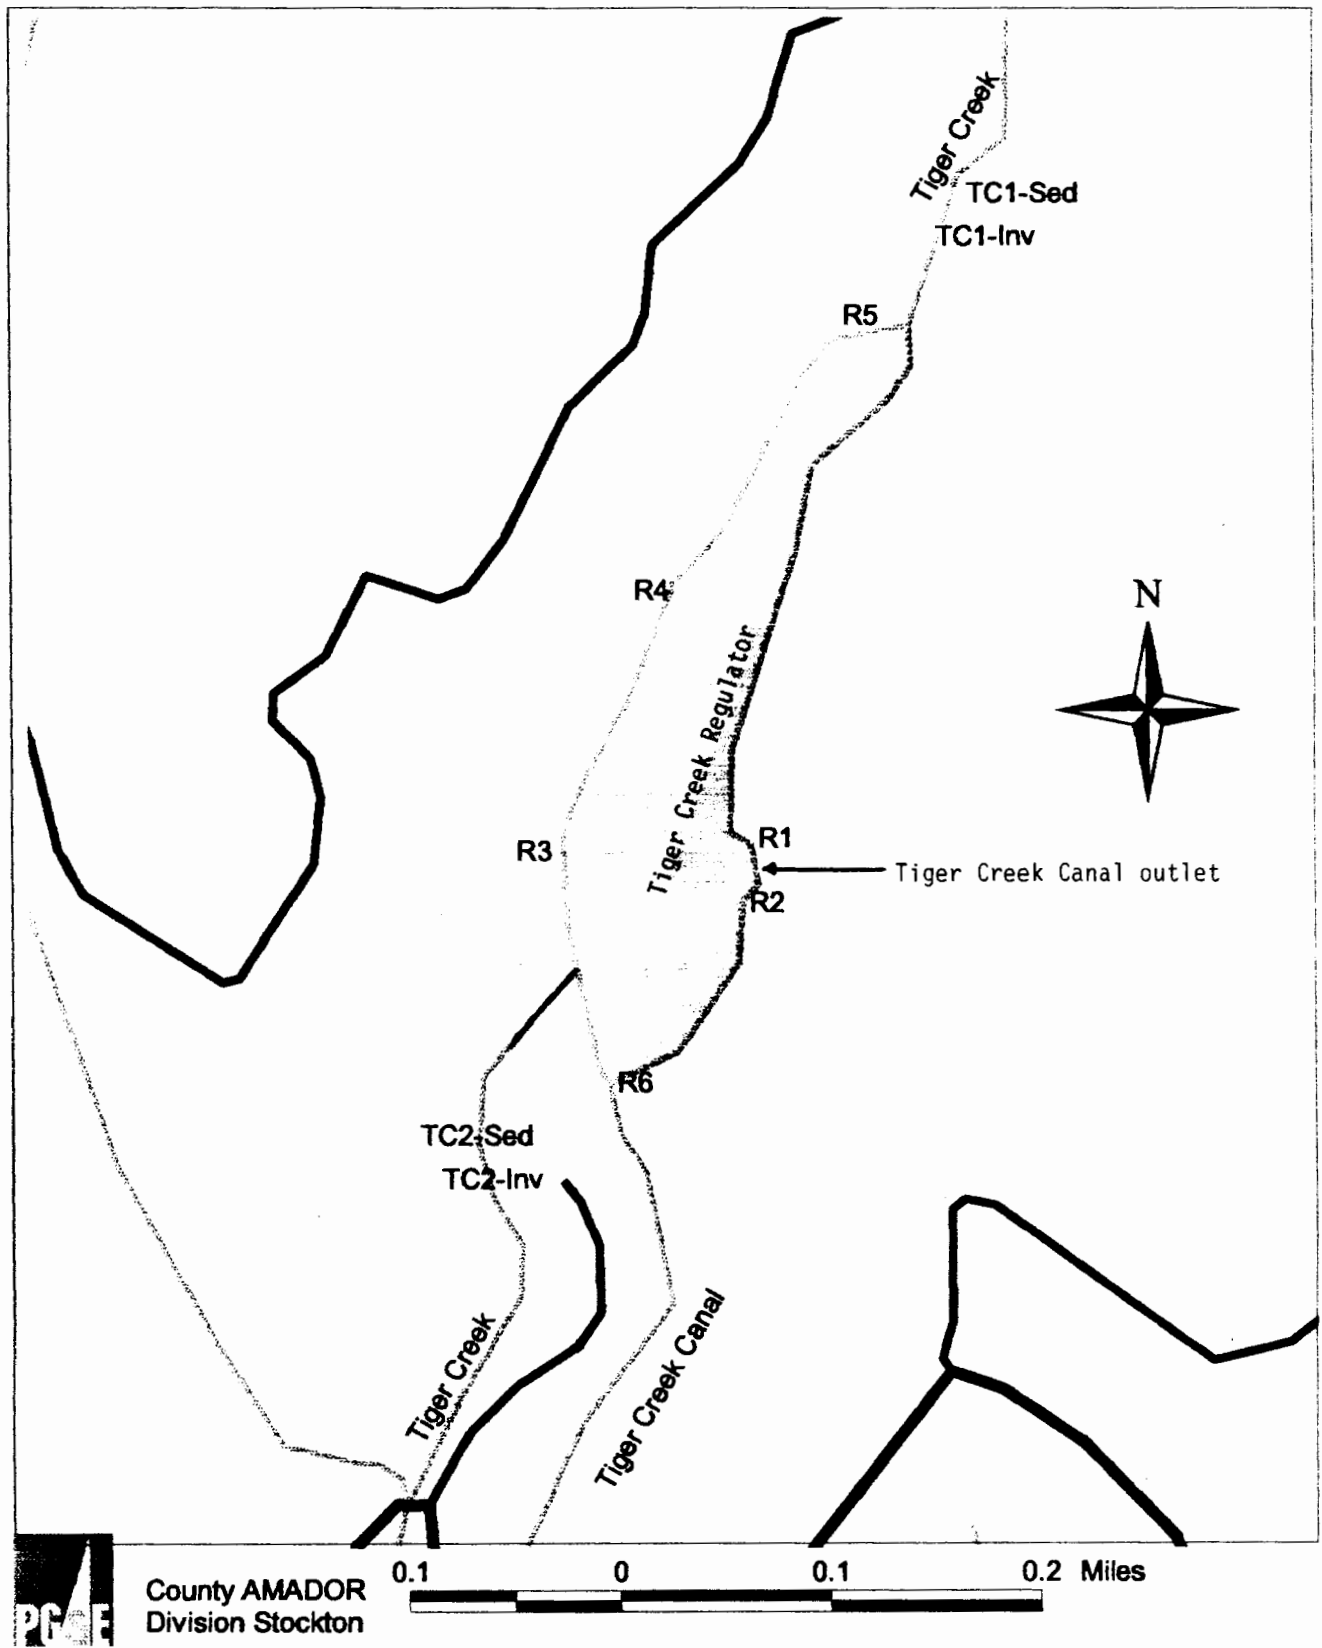 Tiger Creek
TC1-Sed
TC1-Inv
R5
R4
N
Tiger Creek Regulator
R1
R3
Tiger Creek Canal outlet
R2
R6
TC2-Sed
TC2-Inv
Tiger Creek
Tiger Creek Canal
0.1 0 0.1 0.2 Miles
County AMADOR
Division Stockton
PG&E